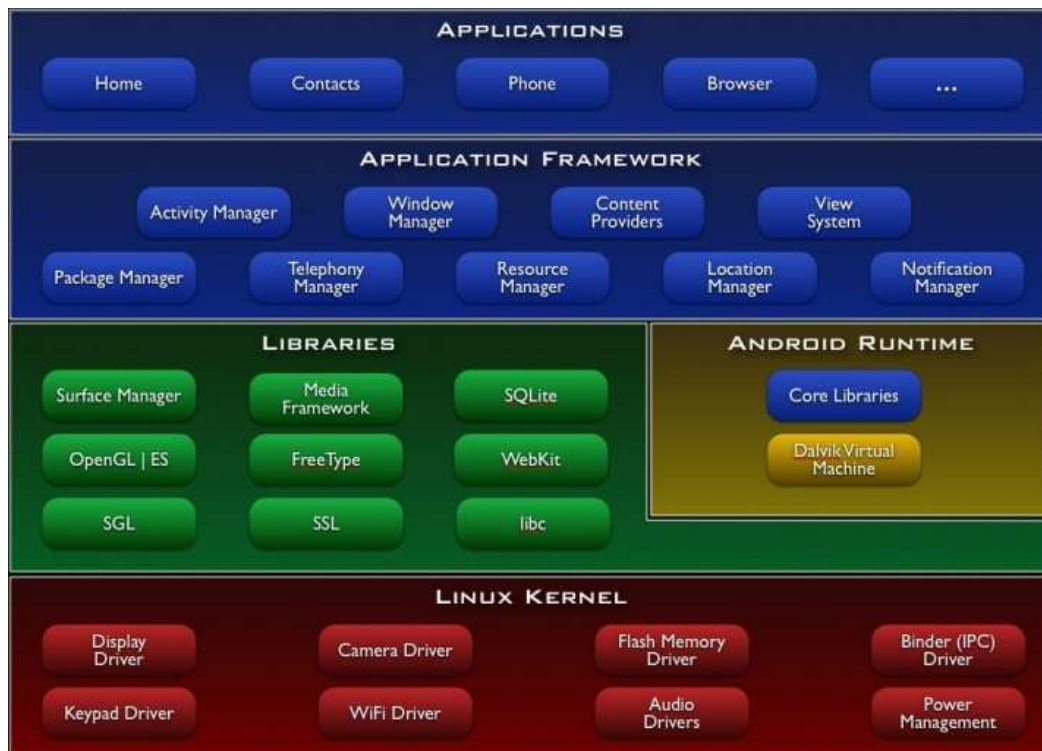 APPLICATIONS
Home
Contacts
Phone
Browser
...
APPLICATION FRAMEWORK
Activity Manager
Window
Manager
Content
Providers
View
System
Package Manager
Telephony
Manager
Resource
Manager
Location
Manager
Notification
Manager
LIBRARIES
Surface Manager
Media
Framework
SQLite
OpenGL | ES
FreeType
WebKit
SGL
SSL
libc
ANDROID RUNTIME
Core Libraries
Dalvik Virtual
Machine
LINUX KERNEL
Display
Driver
Camera Driver
Flash Memory
Driver
Binder (IPC)
Driver
Keypad Driver
WiFi Driver
Audio
Drivers
Power
Management